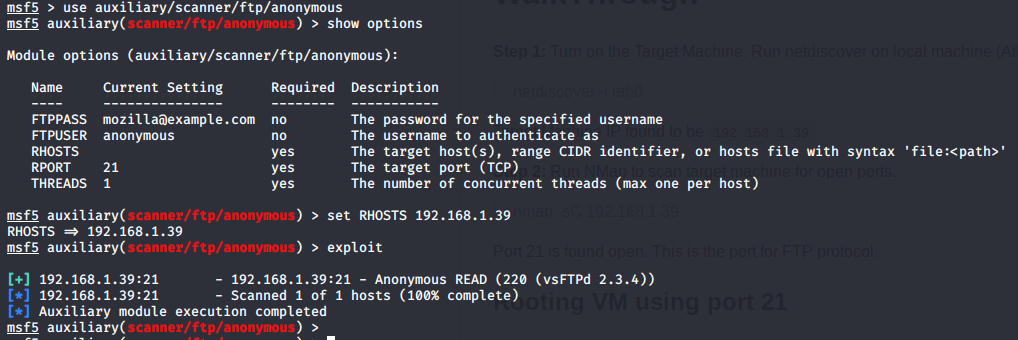 msf5 > use auxiliary/scanner/ftp/anonymous
msf5 auxiliary(scanner/ftp/anonymous) > show options
Module options (auxiliary/scanner/ftp/anonymous):
Name Current Setting Required Description
---- --------------- -------- -----------
FTPPASS mozilla@example.com no The password for the specified username
FTPUSER anonymous no The username to authenticate as
RHOSTS yes The target host(s), range CIDR identifier, or hosts file with syntax 'file:<path>'
RPORT 21 yes The target port (TCP)
THREADS 1 yes The number of concurrent threads (max one per host)
msf5 auxiliary(scanner/ftp/anonymous) > set RHOSTS 192.168.1.39
RHOSTS => 192.168.1.39
msf5 auxiliary(scanner/ftp/anonymous) > exploit
[+] 192.168.1.39:21 - 192.168.1.39:21 - Anonymous READ (220 (vsFTPd 2.3.4))
[*] 192.168.1.39:21 - Scanned 1 of 1 hosts (100% complete)
[*] Auxiliary module execution completed
msf5 auxiliary(scanner/ftp/anonymous) >
WalkThrough
Step 1: Turn on the Target Machine. Run netdiscover on local machine
netdiscover -i eth0
IP found to be 192.168.1.39
2: Run NMap to scan target machine for open ports.
nmap -sC 192.168.1.39
Port 21 is found open. This is the port for FTP protocol.
Rooting VM using port 21